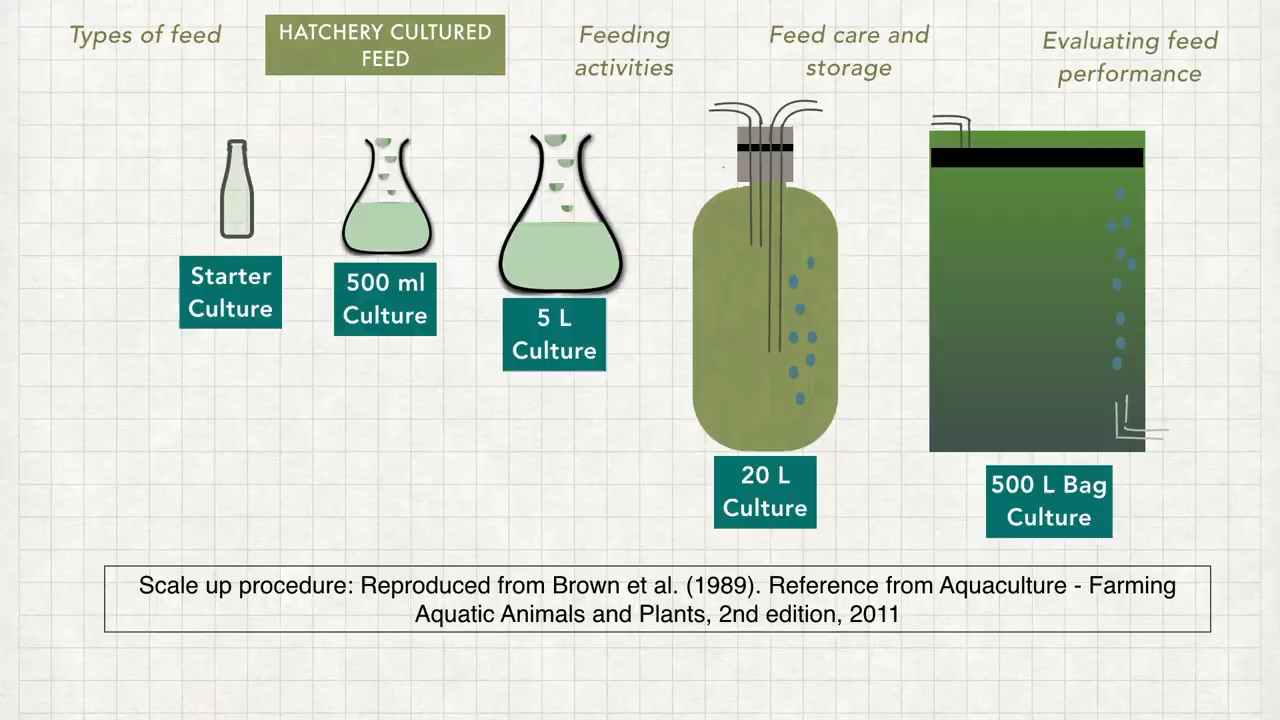 Types of feed
HATCHERY CULTURED
FEED
Feeding
activities
Feed care and
storage
Evaluating feed
performance
Starter
Culture
500 ml
Culture
5 L
Culture
20 L
Culture
500 L Bag
Culture
Scale up procedure: Reproduced from Brown et al. (1989). Reference from Aquaculture - Farming
Aquatic Animals and Plants, 2nd edition, 2011